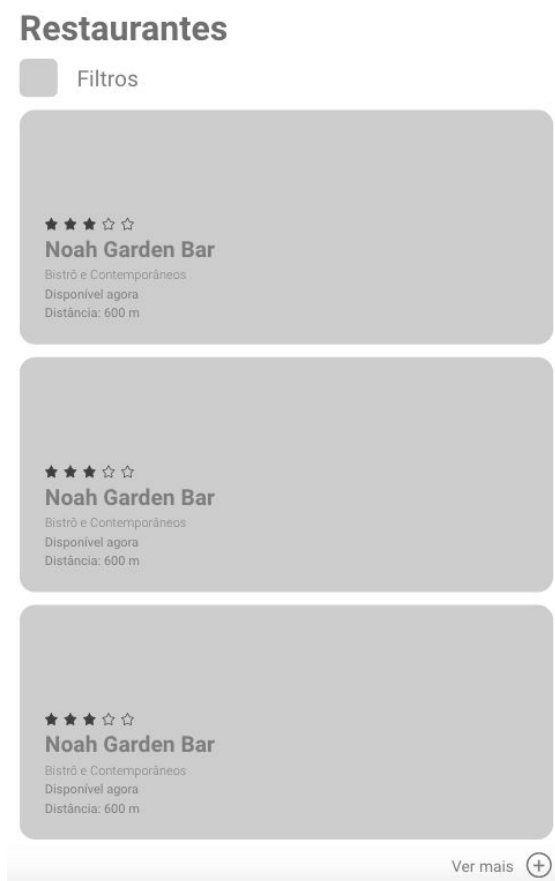 Restaurantes
Filtros
Noah Garden Bar
Bistrô e Contemporâneos
Disponível agora
Distância: 600 m
Noah Garden Bar
Bistrô e Contemporâneos
Disponível agora
Distância: 600 m
Noah Garden Bar
Bistrô e Contemporâneos
Disponível agora
Distância: 600 m
Ver mais